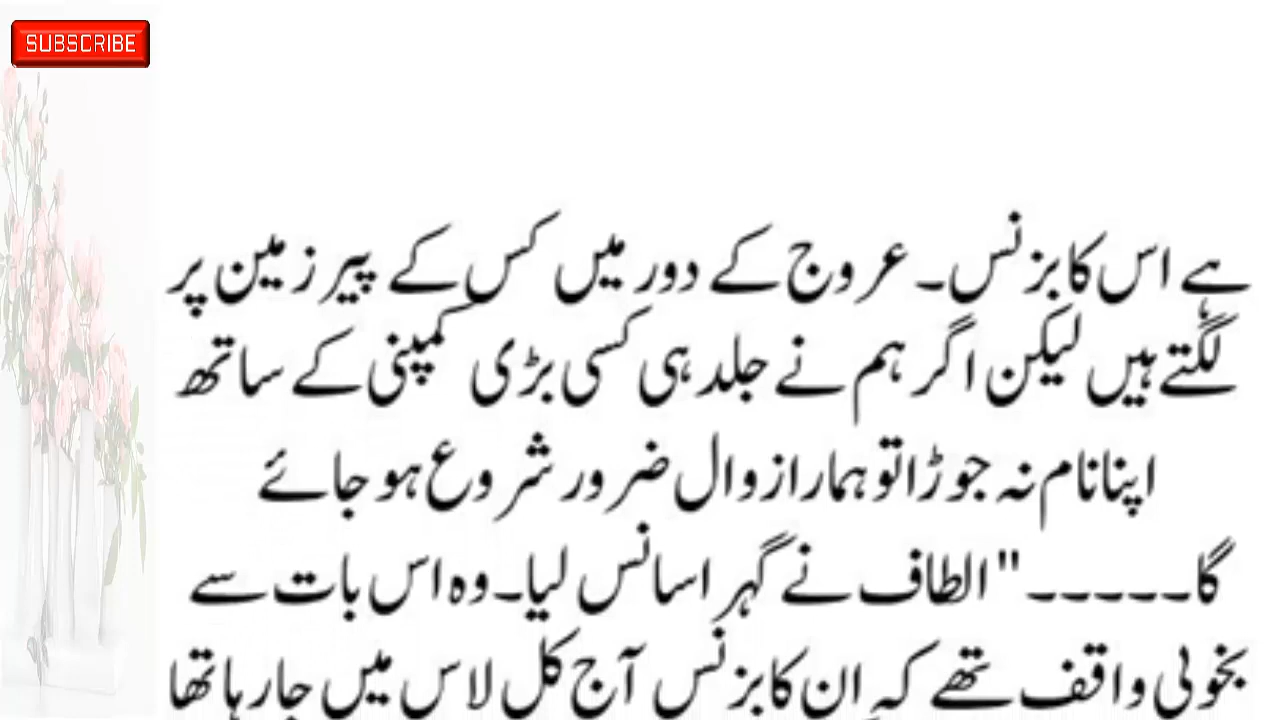 SUBSCRIBE
ہے اس کا بزنس۔ عروج کے دور میں کس کے پیر زمین پر
لگتے ہیں لیکن اگر ہم نے جلد ہی کسی بڑی کمپنی کے ساتھ
اپنا نام نہ جوڑا تو ہمارا زوال ضرور شروع ہو جائے
گا۔۔۔۔۔" الطاف نے گہرا سانس لیا۔ وہ اس بات سے
بخوبی واقف تھے کہ ان کا بزنس آج کل لاس میں جا رہا تھا